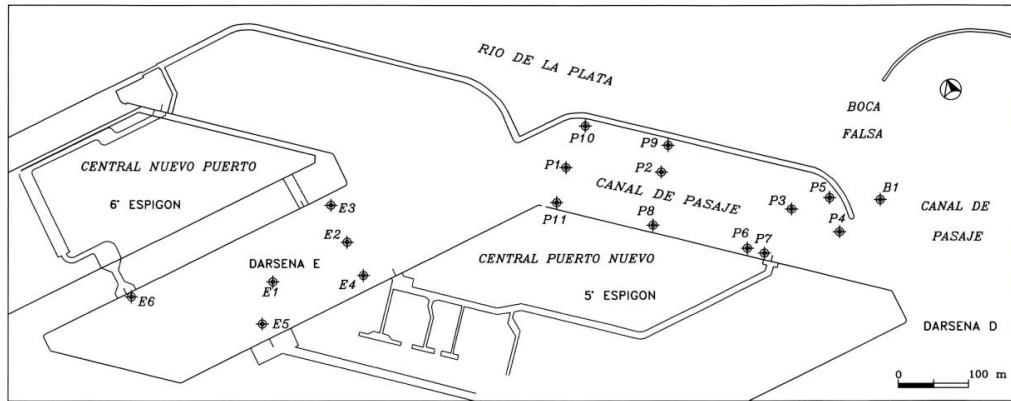 RIO DE LA PLATA
BOCA
FALSA
P10
P9
CENTRAL NUEVO PUERTO
P1
P2
CANAL DE PASAJE
P5
B1
6º ESPIGON
E3
P11
P8
P3
P4
CANAL DE
PASAJE
E2
P6
P7
CENTRAL PUERTO NUEVO
DARSENA E
E1
E4
5º ESPIGON
E6
E5
DARSENA D
0
100 m